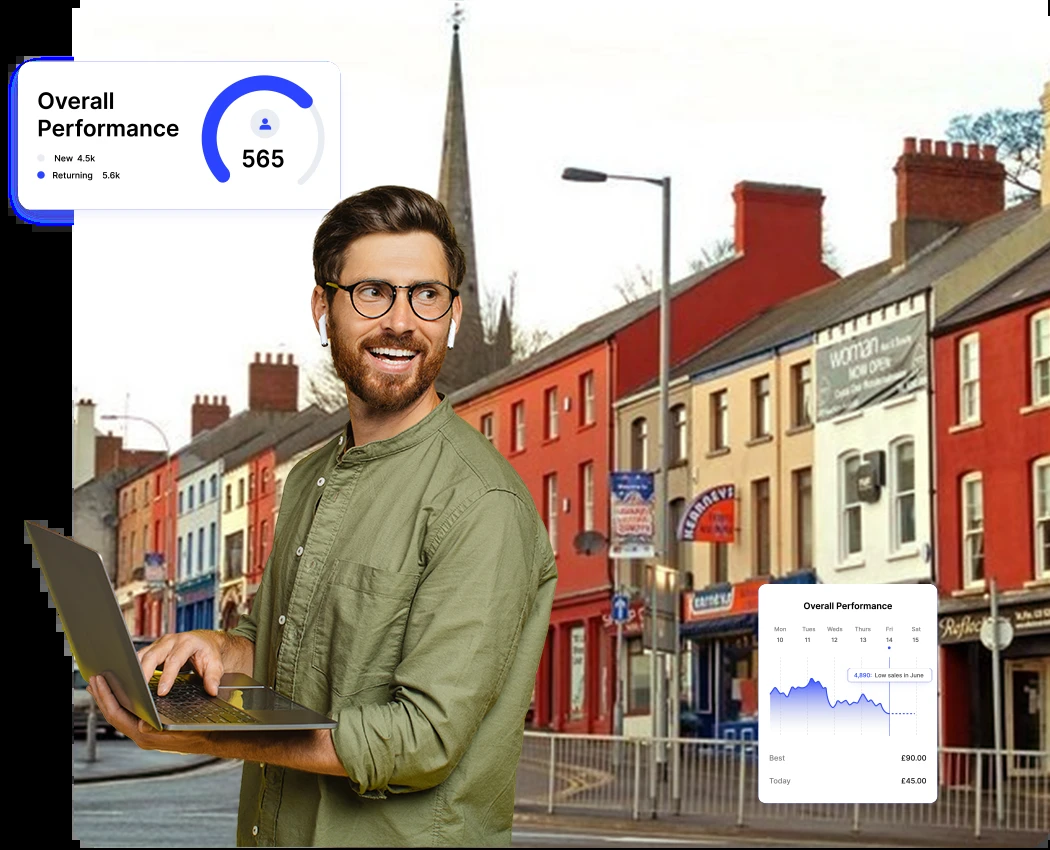 Overall
Performance
New 4.5k
Returning 5.6k
565
woman
NOW OPEN
KEARNEYS
Overall Performance
Mon Tues Weds Thurs Fri Sat
10 11 12 13 14 15
4,890: Low sales in June
Best £90.00
Today £45.00